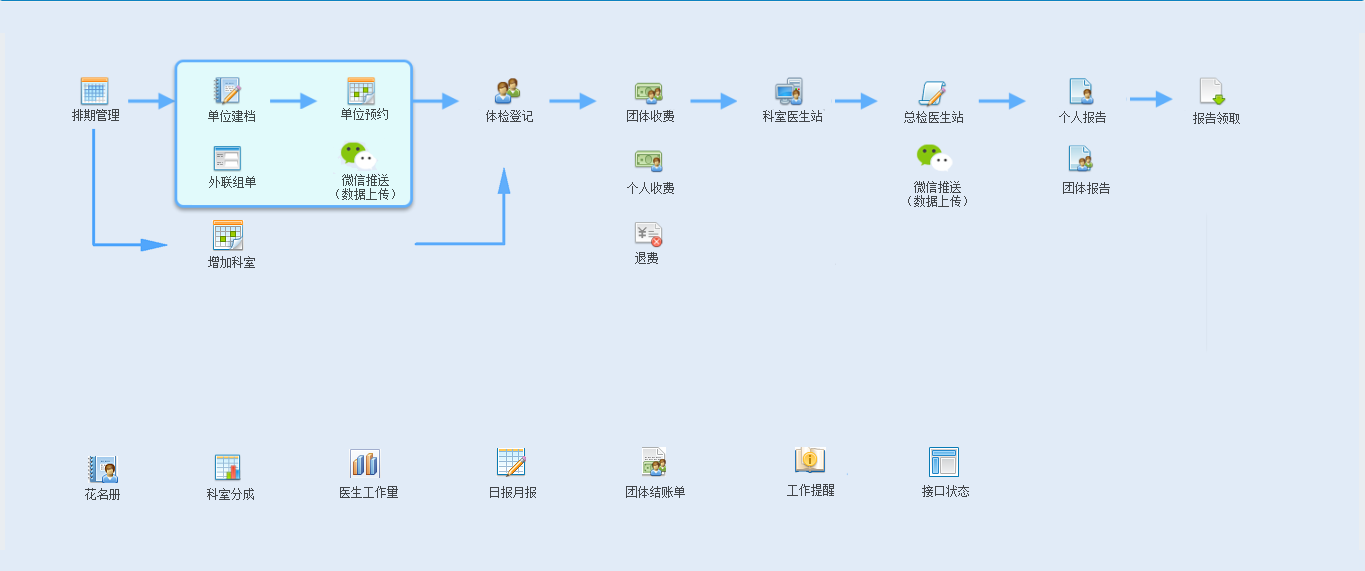 排期管理
单位建档
单位预约
体检登记
团体收费
科室医生站
总检医生站
个人报告
报告领取
外联组单
微信推送
（数据上传）
个人收费
微信推送
（数据上传）
团体报告
增加科室
退费
花名册
科室分成
医生工作量
日报月报
团体结账单
工作提醒
接口状态